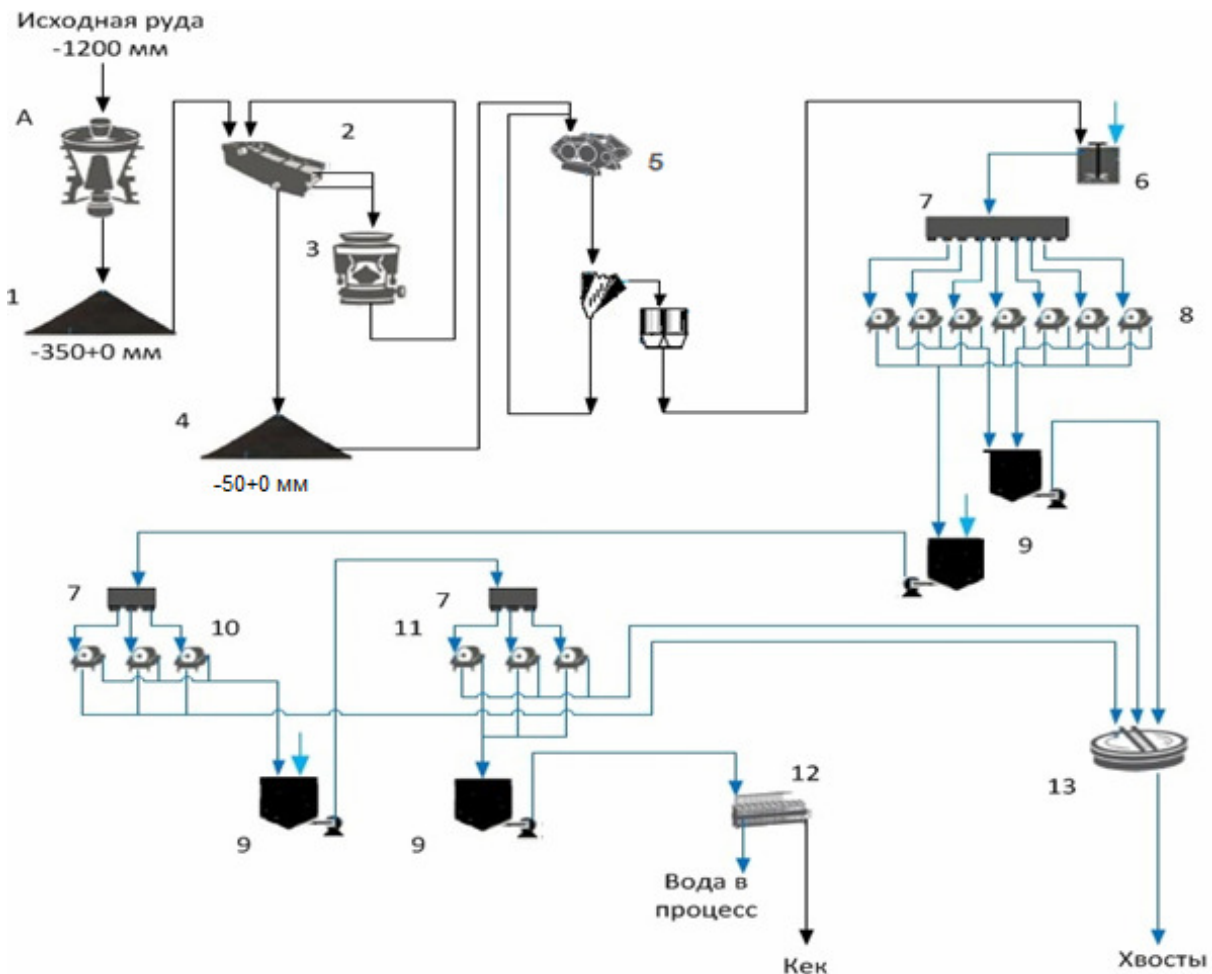 Исходная руда
-1200 мм
А
2
5
6
7
3
1
8
-350+0 мм
4
-50+0 мм
9
7
10
11
7
12
13
9
9
Вода в
процесс
Кек
Хвосты